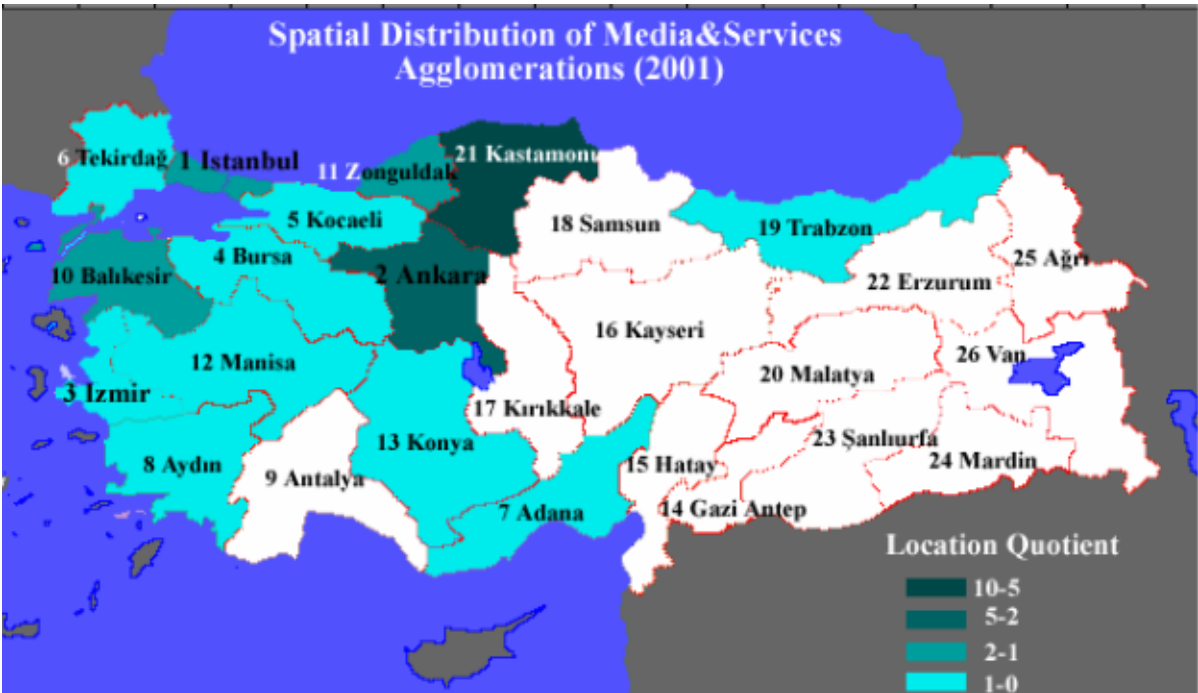 Spatial Distribution of Media&Services
Agglomerations (2001)
6 Tekirdağ
1 Istanbul
11 Zonguldak
21 Kastamonu
5 Kocaeli
18 Samsun
19 Trabzon
4 Bursa
25 Ağrı
10 Balıkesir
2 Ankara
22 Erzurum
16 Kayseri
12 Manisa
26 Van
20 Malatya
3 Izmir
17 Kırıkkale
13 Konya
23 Şanlıurfa
8 Aydın
15 Hatay
24 Mardin
9 Antalya
7 Adana
14 Gazi Antep
Location Quotient
10-5
5-2
2-1
1-0